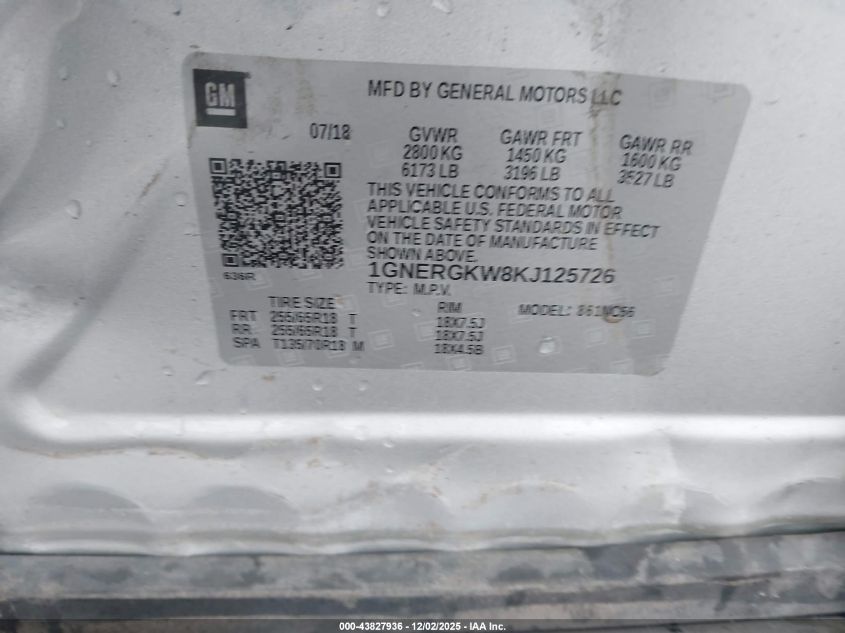 GM
MFD BY GENERAL MOTORS LLC
07/18 GVWR GAWR FRT GAWR RR
2800 KG 1450 KG 1600 KG
6173 LB 3196 LB 3527 LB
THIS VEHICLE CONFORMS TO ALL
APPLICABLE U.S. FEDERAL MOTOR
VEHICLE SAFETY STANDARDS IN EFFECT
ON THE DATE OF MANUFACTURE
SHOWN ABOVE.
1GNERGKW8KJ125726
TYPE: M.P.V.
TIRE SIZE RIM MODEL:
FRT 255/65R18 T 18X7.5J
RR 255/65R18 T 18X7.5J
SPA T135/70R18 M 18X4.5B
000-43827936 - 12/02/2025 - IAA Inc.